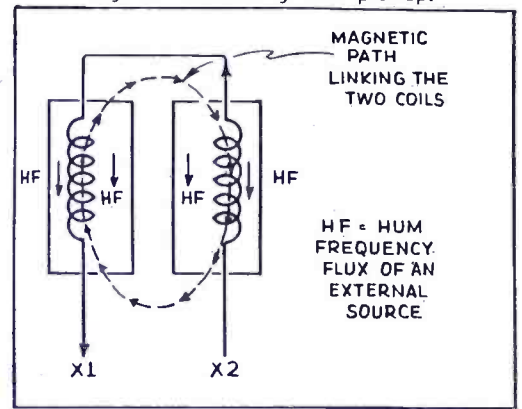 MAGNETIC
PATH
LINKING THE
TWO COILS
HF HF HF HF
HF = HUM
FREQUENCY
FLUX OF AN
EXTERNAL
SOURCE
X1 X2